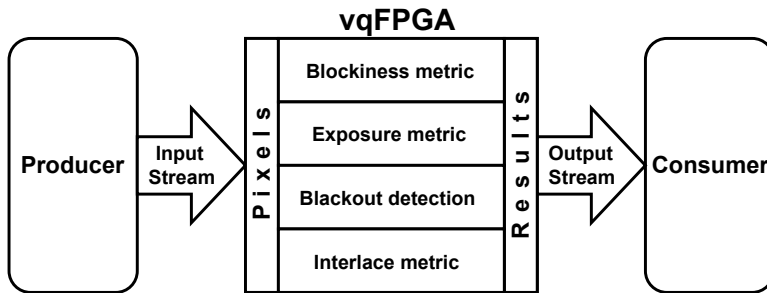 vqFPGA
Producer
Input
Stream
Pixels
Blockiness metric
Exposure metric
Blackout detection
Interlace metric
Results
Output
Stream
Consumer